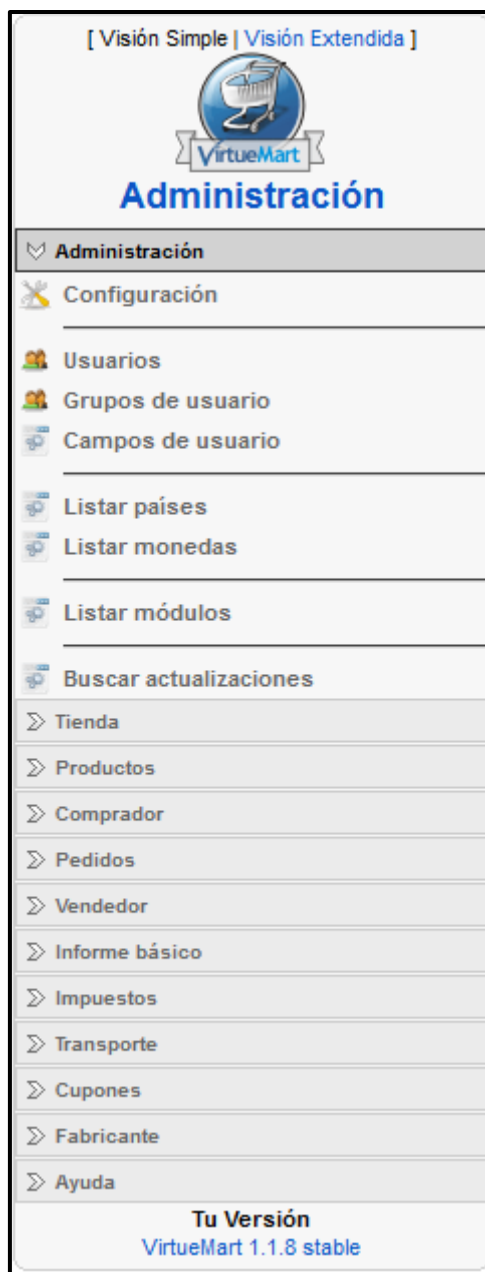 [ Visión Simple | Visión Extendida ]
VirtueMart
Administración
Administración
Configuración
Usuarios
Grupos de usuario
Campos de usuario
Listar países
Listar monedas
Listar módulos
Buscar actualizaciones
Tienda
Productos
Comprador
Pedidos
Vendedor
Informe básico
Impuestos
Transporte
Cupones
Fabricante
Ayuda
Tu Versión
VirtueMart 1.1.8 stable